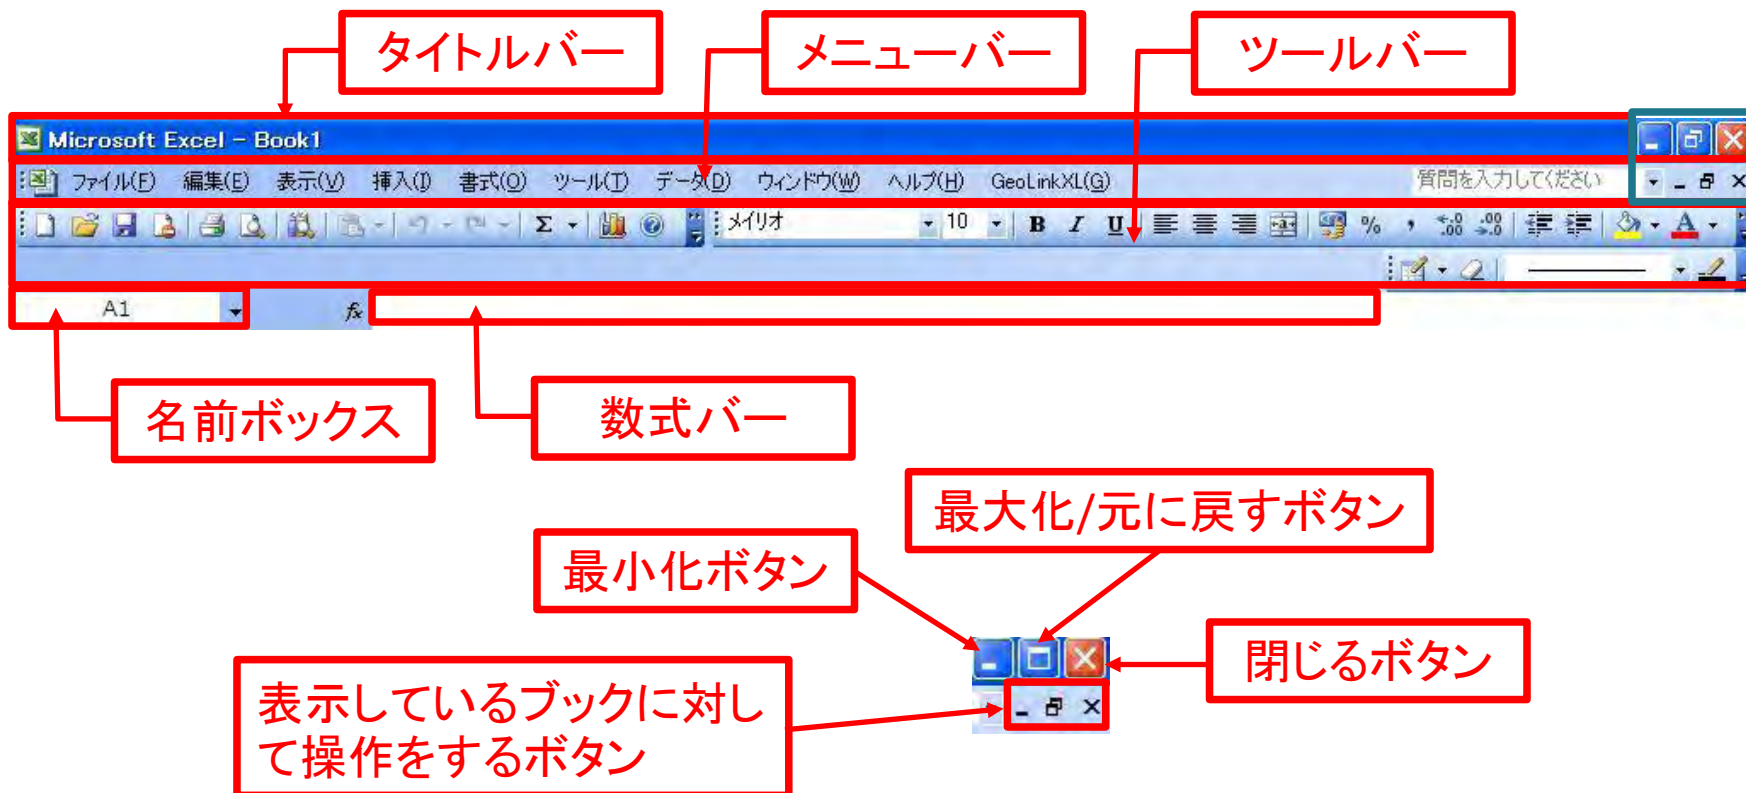 タイトルバー
メニューバー
ツールバー
Microsoft Excel - Book1
ファイル(F) 編集(E) 表示(V) 挿入(I) 書式(O) ツール(T) データ(D) ウィンドウ(W) ヘルプ(H) GeoLinkXL(G) 質問を入力してください
メイリオ 10 B I U % A
A1 fx
名前ボックス
数式バー
最大化/元に戻すボタン
最小化ボタン
閉じるボタン
表示しているブックに対し
て操作をするボタン